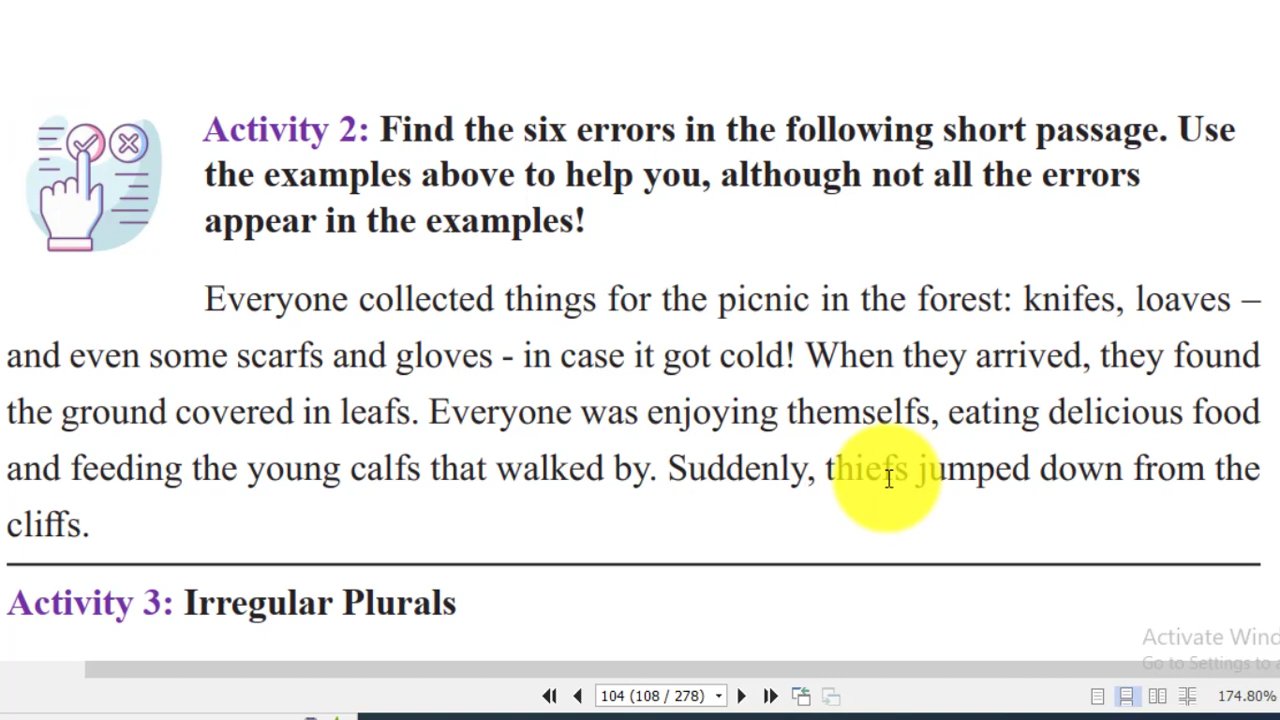 Activity 2: Find the six errors in the following short passage. Use
the examples above to help you, although not all the errors
appear in the examples!
Everyone collected things for the picnic in the forest: knifes, loaves –
and even some scarfs and gloves - in case it got cold! When they arrived, they found
the ground covered in leafs. Everyone was enjoying themselfs, eating delicious food
and feeding the young calfs that walked by. Suddenly, thiefs jumped down from the
cliffs.
Activity 3: Irregular Plurals
Activate Wind
Go to Settings to a
104 (108 / 278)
174.80%